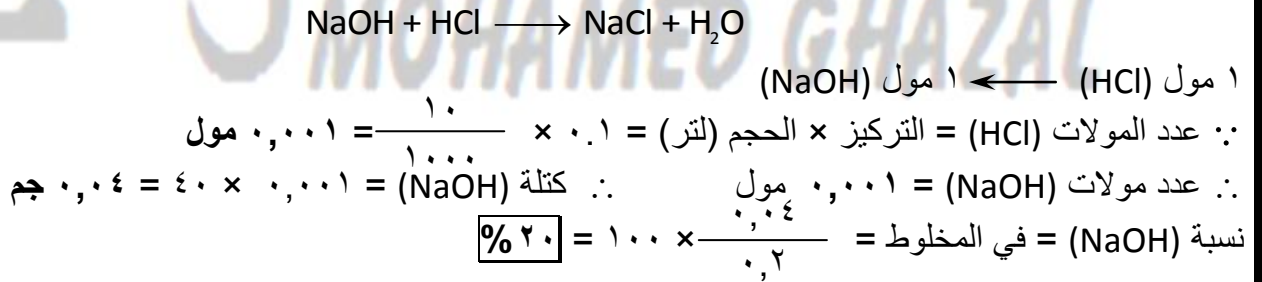 MOHAMED GHAZAL
NaOH + HCl ⟶ NaCl + H₂O
١ مول (HCl) ⟵ ١ مول (NaOH)
∵ عدد المولات (HCl) = التركيز × الحجم (لتر) = ٠.١ × ١٠/١٠٠٠ = ٠,٠٠١ مول
∴ عدد مولات (NaOH) = ٠,٠٠١ مول ∴ كتلة (NaOH) = ٠,٠٠١ × ٤٠ = ٠,٠٤ جم
نسبة (NaOH) = في المخلوط = ٠,٠٤/٠,٢ × ١٠٠ = ٢٠ %